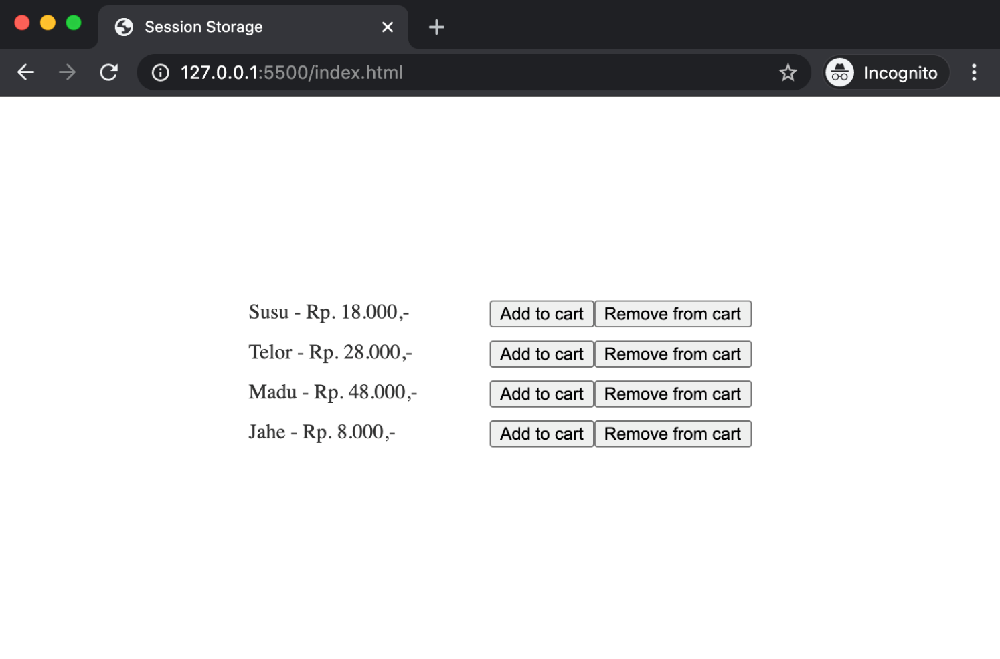 Session Storage
127.0.0.1:5500/index.html
Incognito
Susu - Rp. 18.000,- Add to cart Remove from cart
Telor - Rp. 28.000,- Add to cart Remove from cart
Madu - Rp. 48.000,- Add to cart Remove from cart
Jahe - Rp. 8.000,- Add to cart Remove from cart